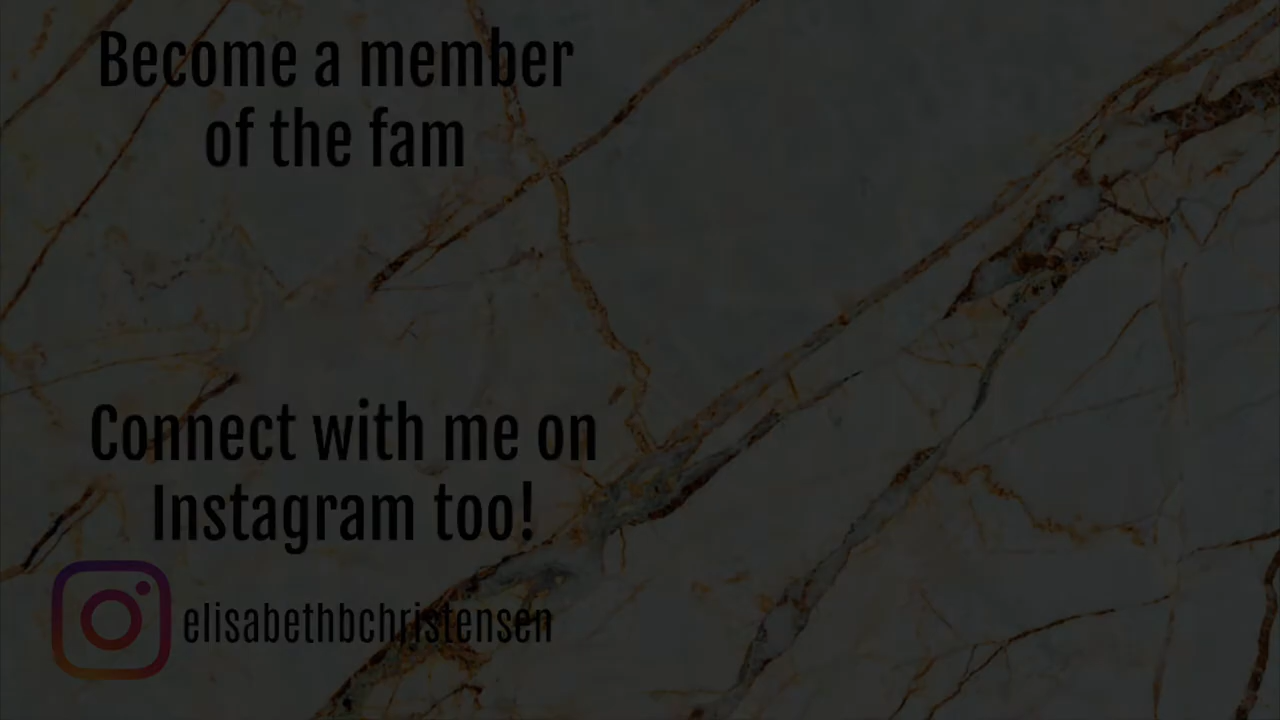 Become a member
of the fam
Connect with me on
Instagram too!
elisabethbchristensen